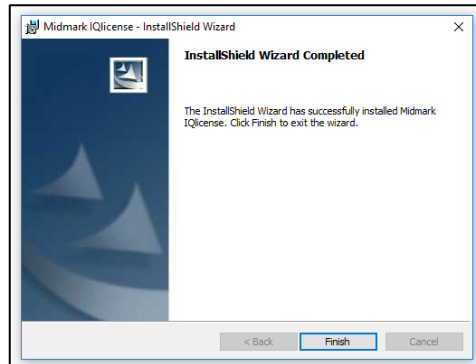 Midmark IQlicense - InstallShield Wizard
InstallShield Wizard Completed
The InstallShield Wizard has successfully installed Midmark
IQlicense. Click Finish to exit the wizard.
< Back
Finish
Cancel